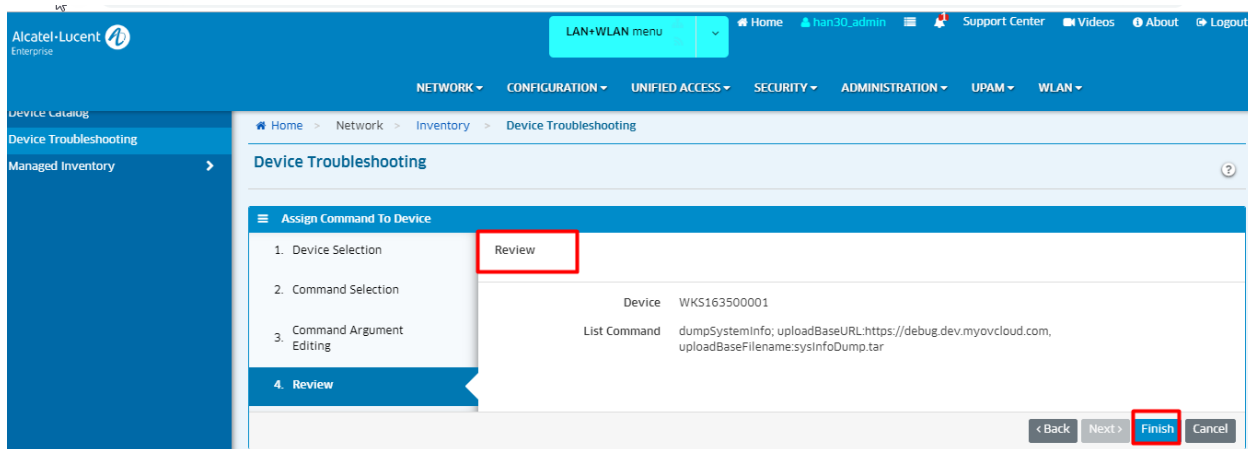 Alcatel·Lucent
Enterprise
LAN+WLAN menu
Home han30_admin 1 Support Center Videos About Logout
NETWORK CONFIGURATION UNIFIED ACCESS SECURITY ADMINISTRATION UPAM WLAN
Device Catalog
Device Troubleshooting
Managed Inventory
Home > Network > Inventory > Device Troubleshooting
Device Troubleshooting
?
Assign Command To Device
1. Device Selection
2. Command Selection
3. Command Argument
Editing
4. Review
Review
Device WKS163500001
List Command dumpSystemInfo; uploadBaseURL:https://debug.dev.myovcloud.com,
uploadBaseFilename:sysInfoDump.tar
< Back Next > Finish Cancel